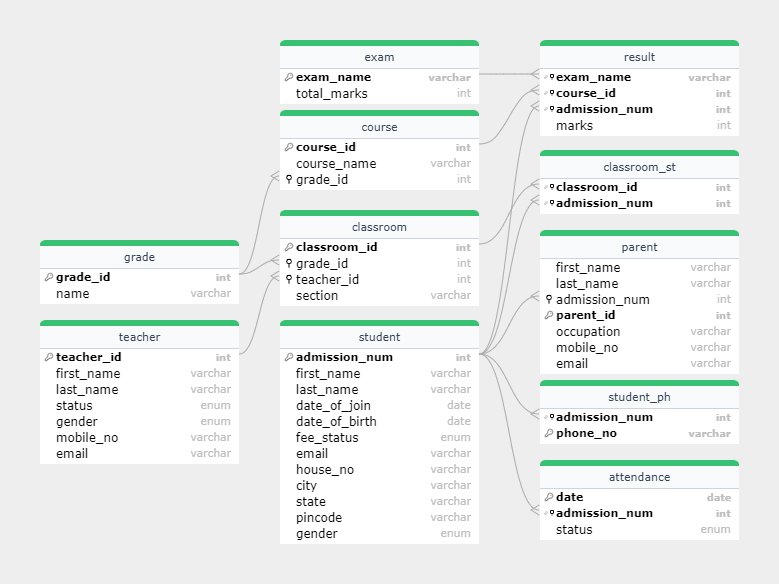 exam
exam_name varchar
total_marks int
course
course_id int
course_name varchar
grade_id int
classroom
classroom_id int
grade_id int
teacher_id int
section varchar
grade
grade_id int
name varchar
teacher
teacher_id int
first_name varchar
last_name varchar
status enum
gender enum
mobile_no varchar
email varchar
student
admission_num int
first_name varchar
last_name varchar
date_of_join date
date_of_birth date
fee_status enum
email varchar
house_no varchar
city varchar
state varchar
pincode varchar
gender enum
result
exam_name varchar
course_id int
admission_num int
marks int
classroom_st
classroom_id int
admission_num int
parent
first_name varchar
last_name varchar
admission_num int
parent_id int
occupation varchar
mobile_no varchar
email varchar
student_ph
admission_num int
phone_no varchar
attendance
date date
admission_num int
status enum